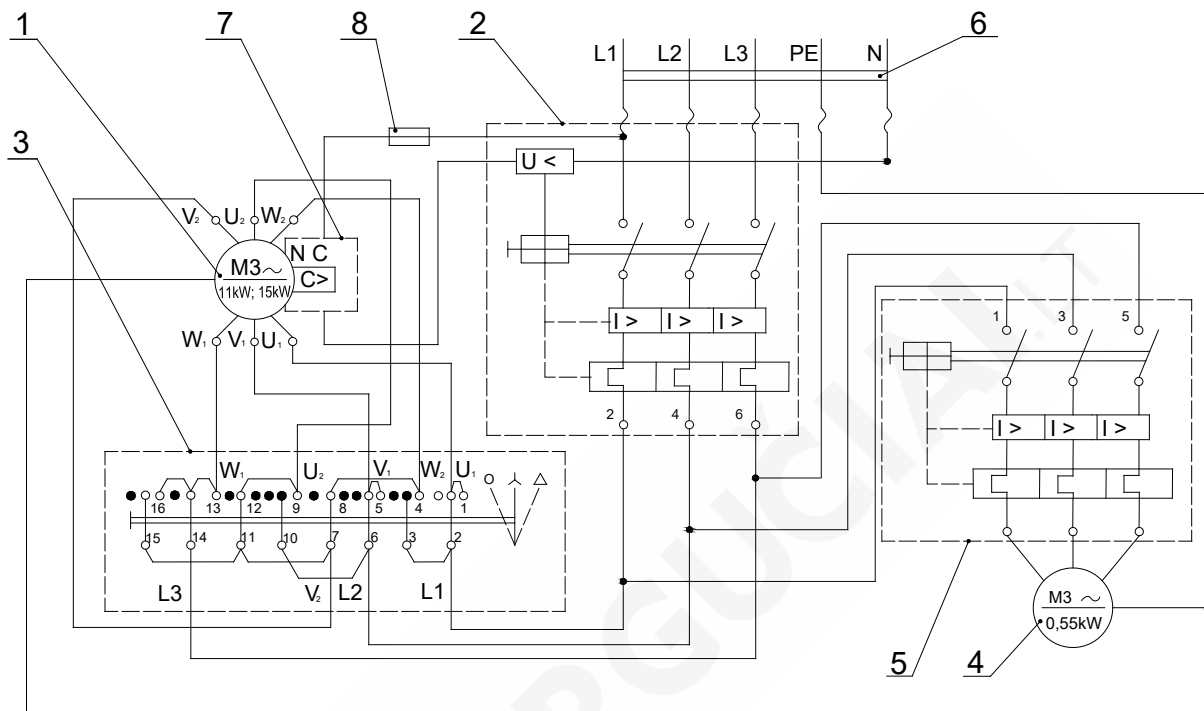 1 7 8 2 6
L1 L2 L3 PE N
3
U <
V₂ U₂ W₂
N C
M3 ~
C>
11kW; 15kW
W₁ V₁ U₁
I > I > I >
1 3 5
2 4 6
I > I > I >
W₁ U₂ V₁ W₂ U₁
O
16 13 12 9 8 5 4 1
15 14 11 10 7 6 3 2
L3 V₂ L2 L1
M3 ~
0,55kW
5 4
PGUCIAI.LT